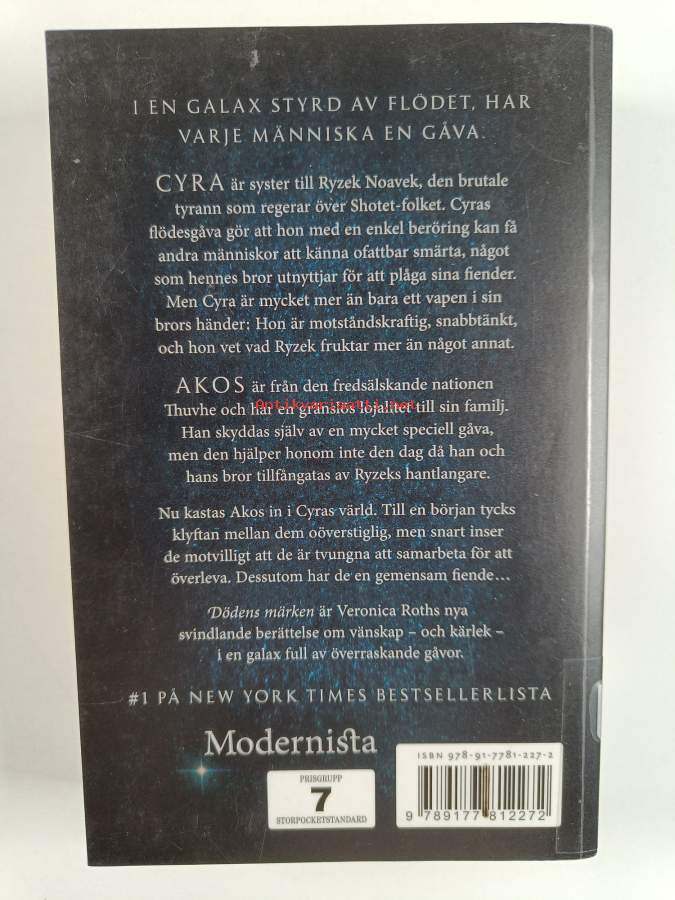 I EN GALAX STYRD AV FLÖDET, HAR
VARJE MÄNNISKA EN GÅVA.
CYRA är syster till Ryzek Noavek, den brutale
tyrann som regerar över Shotet-folket. Cyras
flödesgåva gör att hon med en enkel beröring kan få
andra människor att känna ofattbar smärta, något
som hennes bror utnyttjar för att plåga sina fiender.
Men Cyra är mycket mer än bara ett vapen i sin
brors händer: Hon är motståndskraftig, snabbtänkt,
och hon vet vad Ryzek fruktar mer än något annat.
AKOS är från den fredsälskande nationen
Thuvhe och har en gränslös lojalitet till sin familj.
Antikvariaatti.net
Han skyddas själv av en mycket speciell gåva,
men den hjälper honom inte den dag då han och
hans bror tillfångatas av Ryzeks hantlangare.
Nu kastas Akos in i Cyras värld. Till en början tycks
klyftan mellan dem oöverstiglig, men snart inser
de motvilligt att de är tvungna att samarbeta för att
överleva. Dessutom har de en gemensam fiende...
Dödens märken är Veronica Roths nya
svindlande berättelse om vänskap – och kärlek –
i en galax full av överraskande gåvor.
#1 PÅ NEW YORK TIMES BESTSELLERLISTA
Modernista
PRISGRUPP
7
STORPOCKETSTANDARD
ISBN 978-91-7781-227-2
9 789177 812272